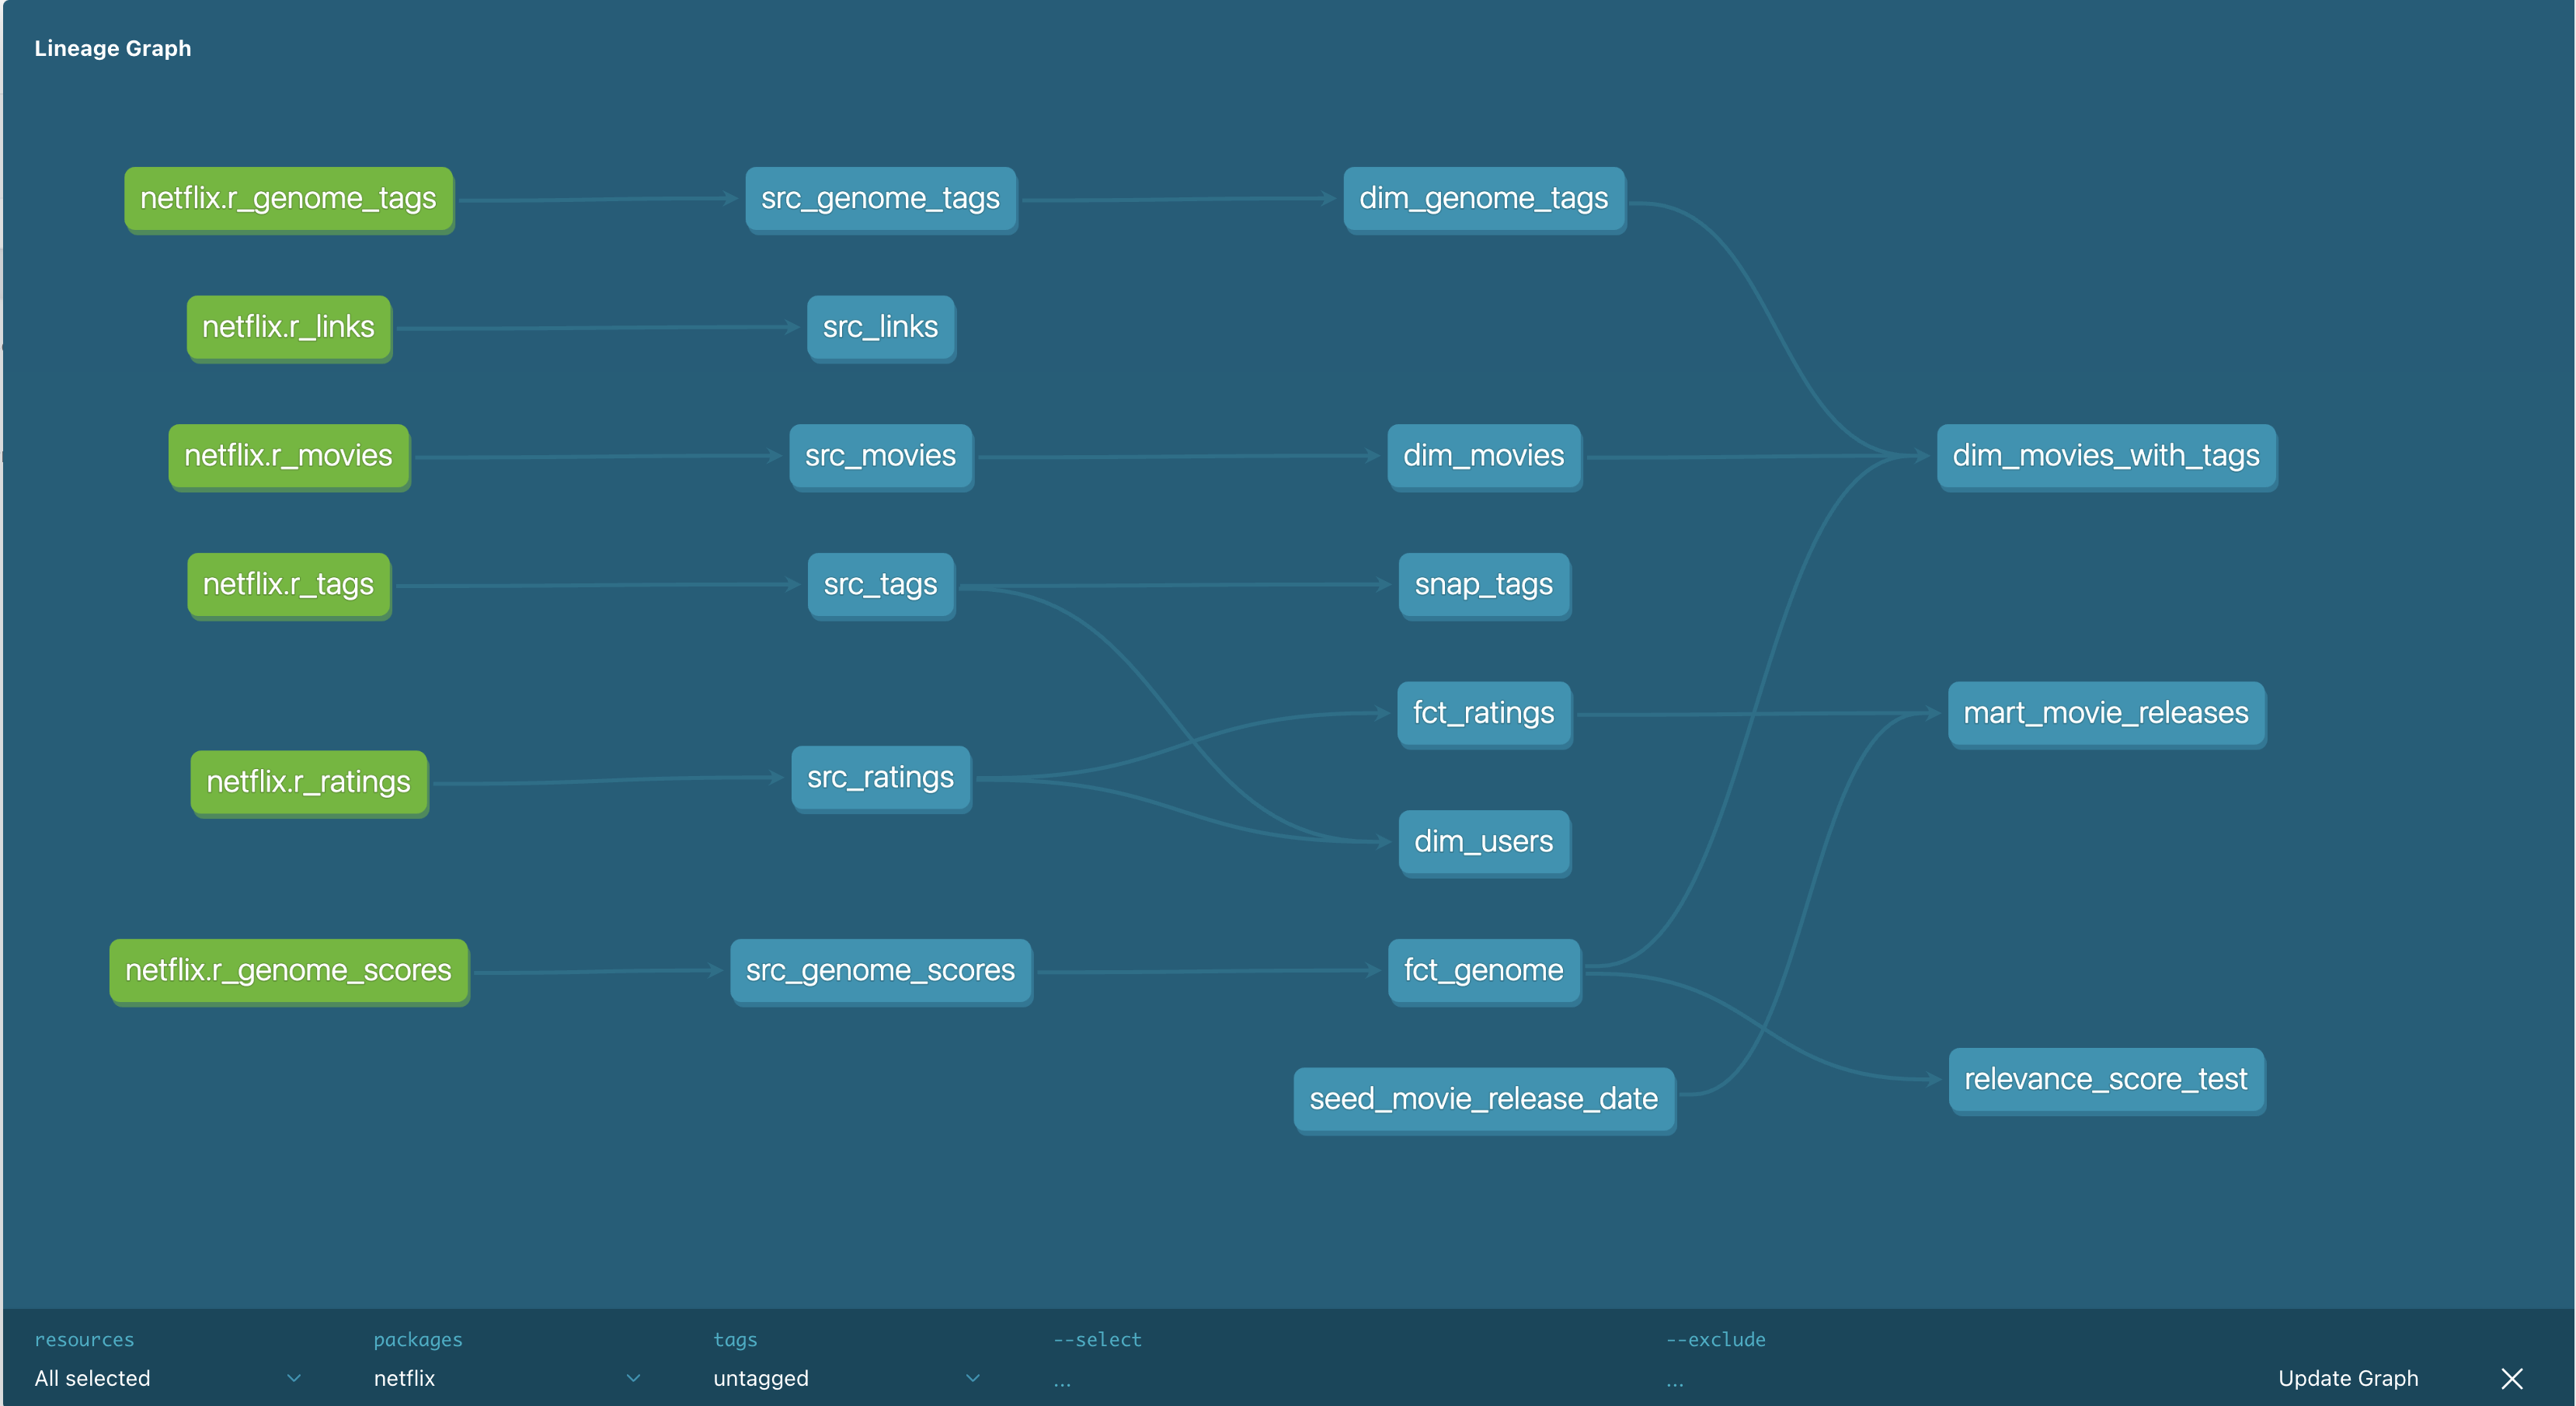 Lineage Graph
netflix.r_genome_tags
src_genome_tags
dim_genome_tags
netflix.r_links
src_links
netflix.r_movies
src_movies
dim_movies
dim_movies_with_tags
netflix.r_tags
src_tags
snap_tags
fct_ratings
mart_movie_releases
netflix.r_ratings
src_ratings
dim_users
netflix.r_genome_scores
src_genome_scores
fct_genome
seed_movie_release_date
relevance_score_test
resources
All selected
packages
netflix
tags
untagged
--select
...
--exclude
...
Update Graph